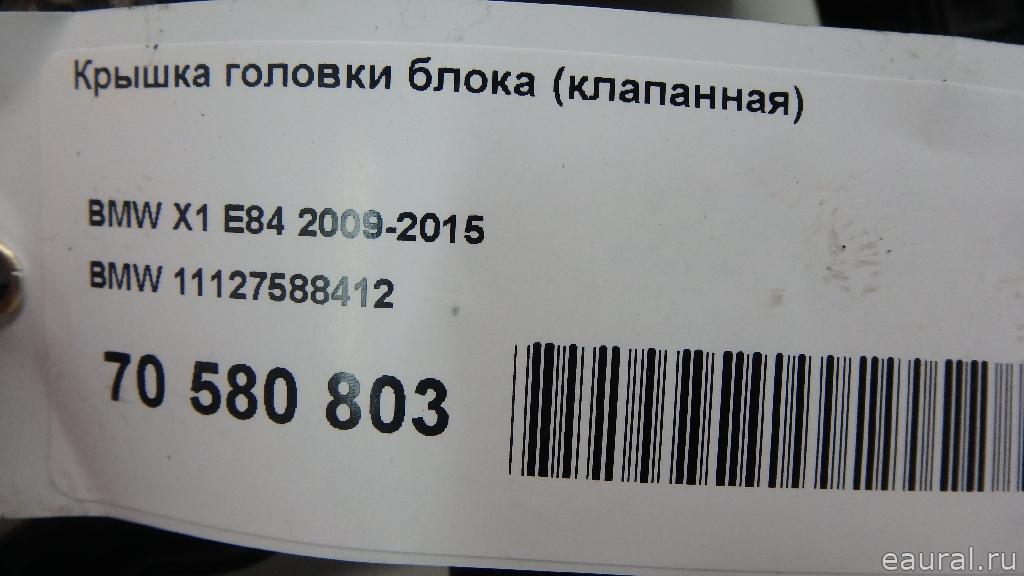 Крышка головки блока (клапанная)
BMW X1 E84 2009-2015
BMW 11127588412
70 580 803
eaural.ru